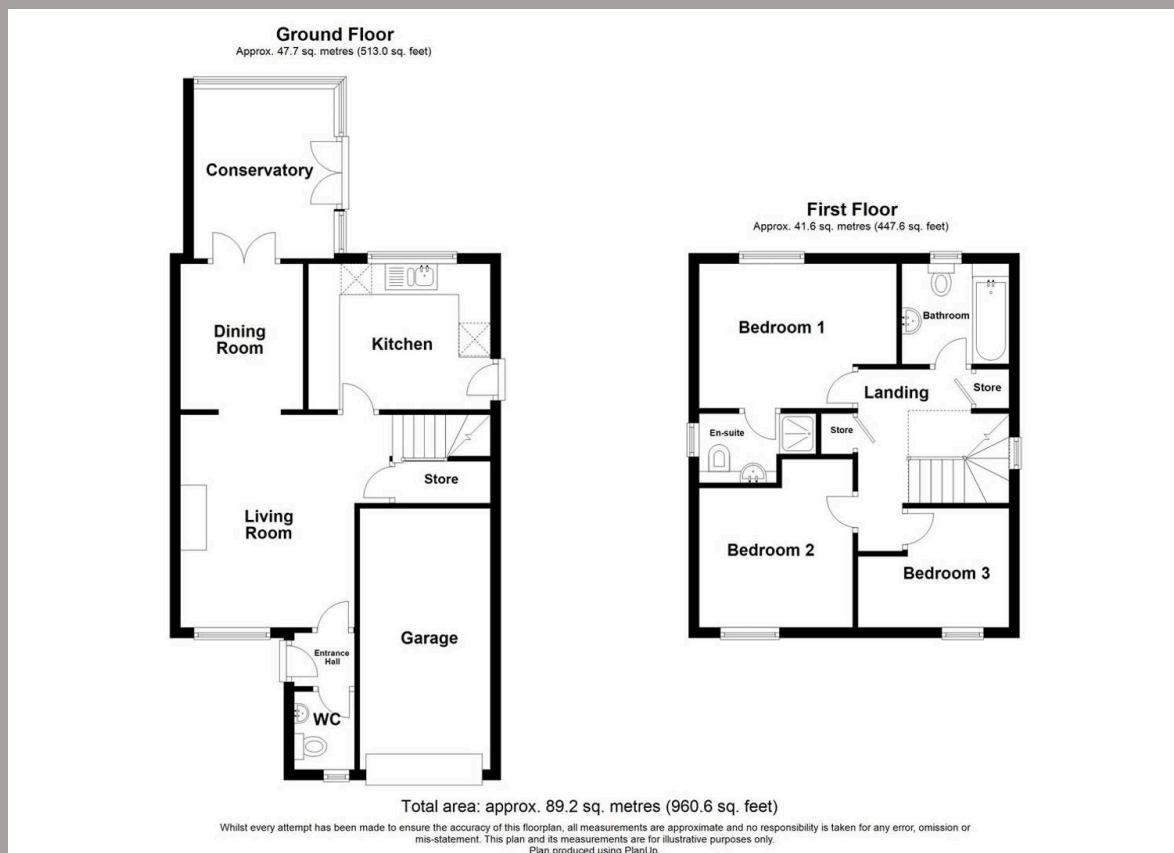 Ground Floor
Approx. 47.7 sq. metres (513.0 sq. feet)
Conservatory
Dining
Room
Kitchen
Living
Room
Store
Garage
Entrance
Hall
WC
First Floor
Approx. 41.6 sq. metres (447.6 sq. feet)
Bedroom 1
Bathroom
Landing
Store
En-suite
Store
Bedroom 2
Bedroom 3
Total area: approx. 89.2 sq. metres (960.6 sq. feet)
Whilst every attempt has been made to ensure the accuracy of this floorplan, all measurements are approximate and no responsibility is taken for any error, omission or
mis-statement. This plan and its measurements are for illustrative purposes only.
Plan produced using PlanUp.